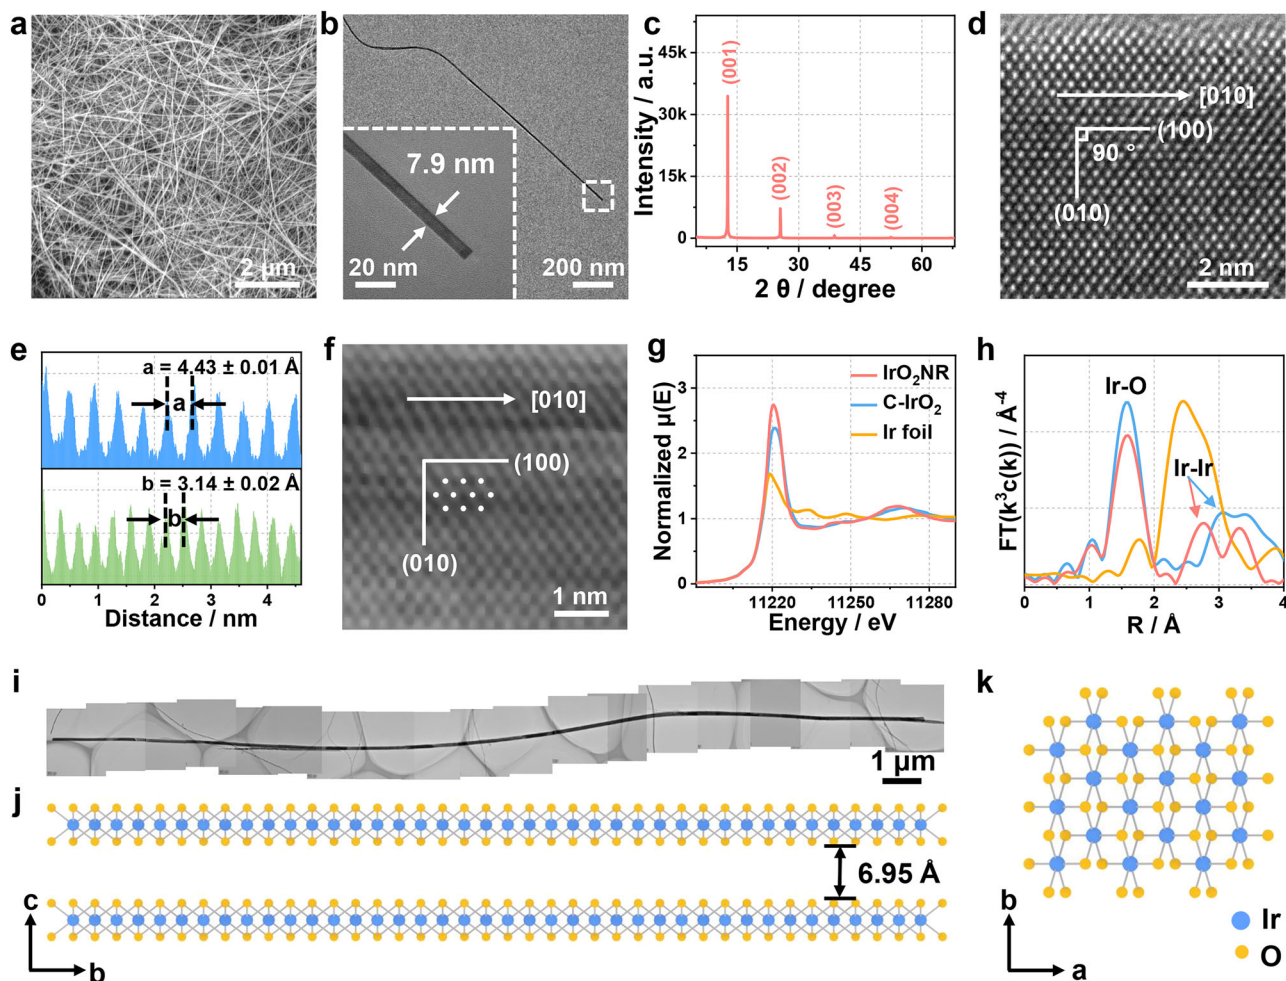 a
2 μm
b
7.9 nm
20 nm
200 nm
c
Intensity / a.u.
45k
30k
15k
0
(001)
(002)
(003)
(004)
15 30 45 60
2 θ / degree
d
[010]
(100)
90 °
(010)
2 nm
e
a = 4.43 ± 0.01 Å
a
b = 3.14 ± 0.02 Å
b
0 1 2 3 4
Distance / nm
f
[010]
(100)
(010)
1 nm
g
Normalized μ(E)
3
2
1
0
IrO₂NR
C-IrO₂
Ir foil
11220 11250 11280
Energy / eV
h
FT(k³c(k)) / Å⁻⁴
Ir-O
Ir-Ir
0 1 2 3 4
R / Å
i
1 μm
j
6.95 Å
c
b
k
b
a
Ir
O